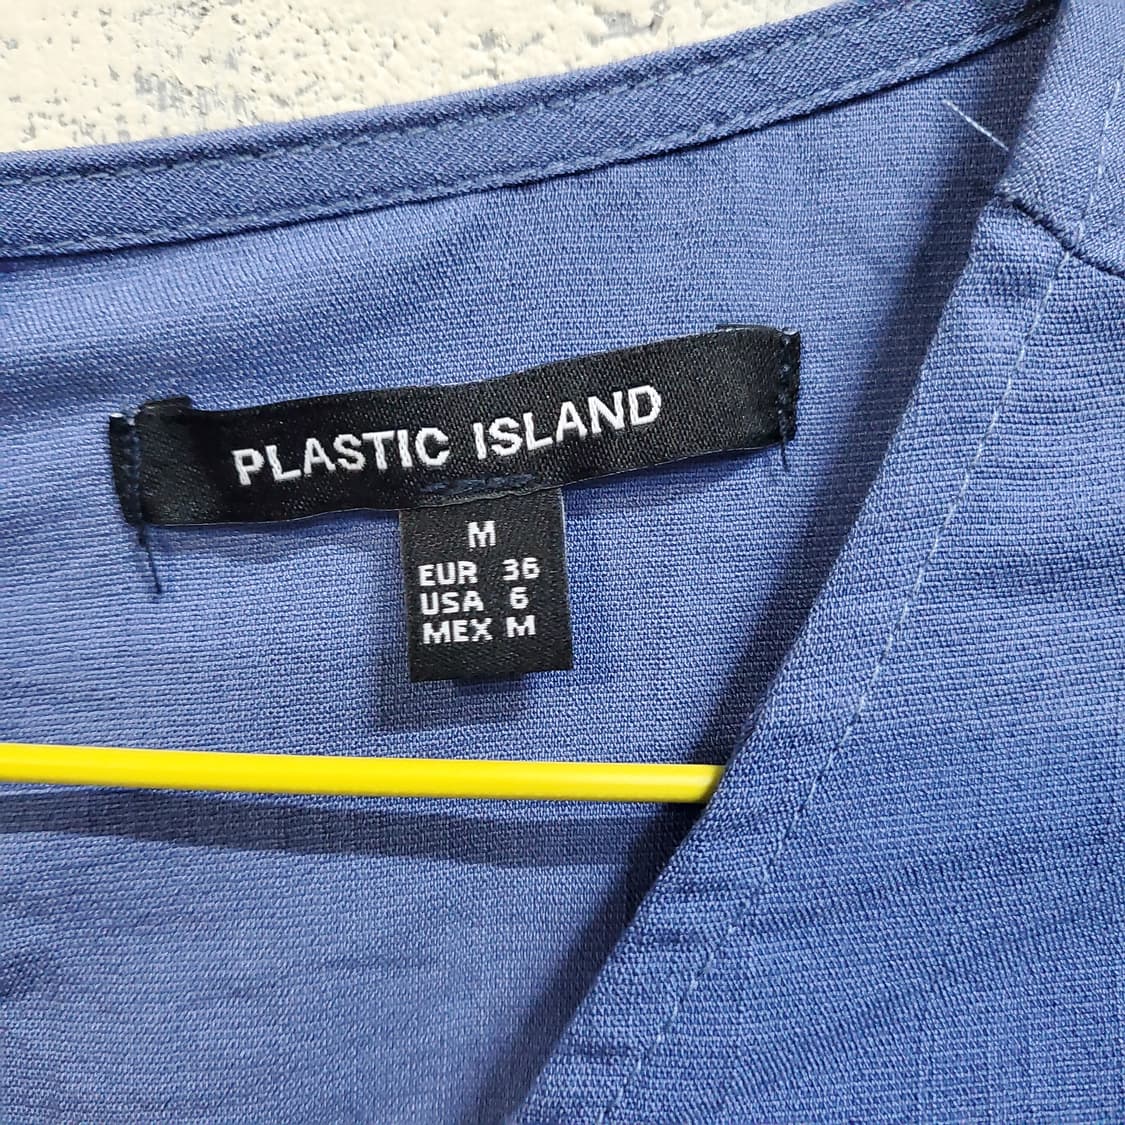 PLASTIC ISLAND
M
EUR 36
USA 6
MEX M